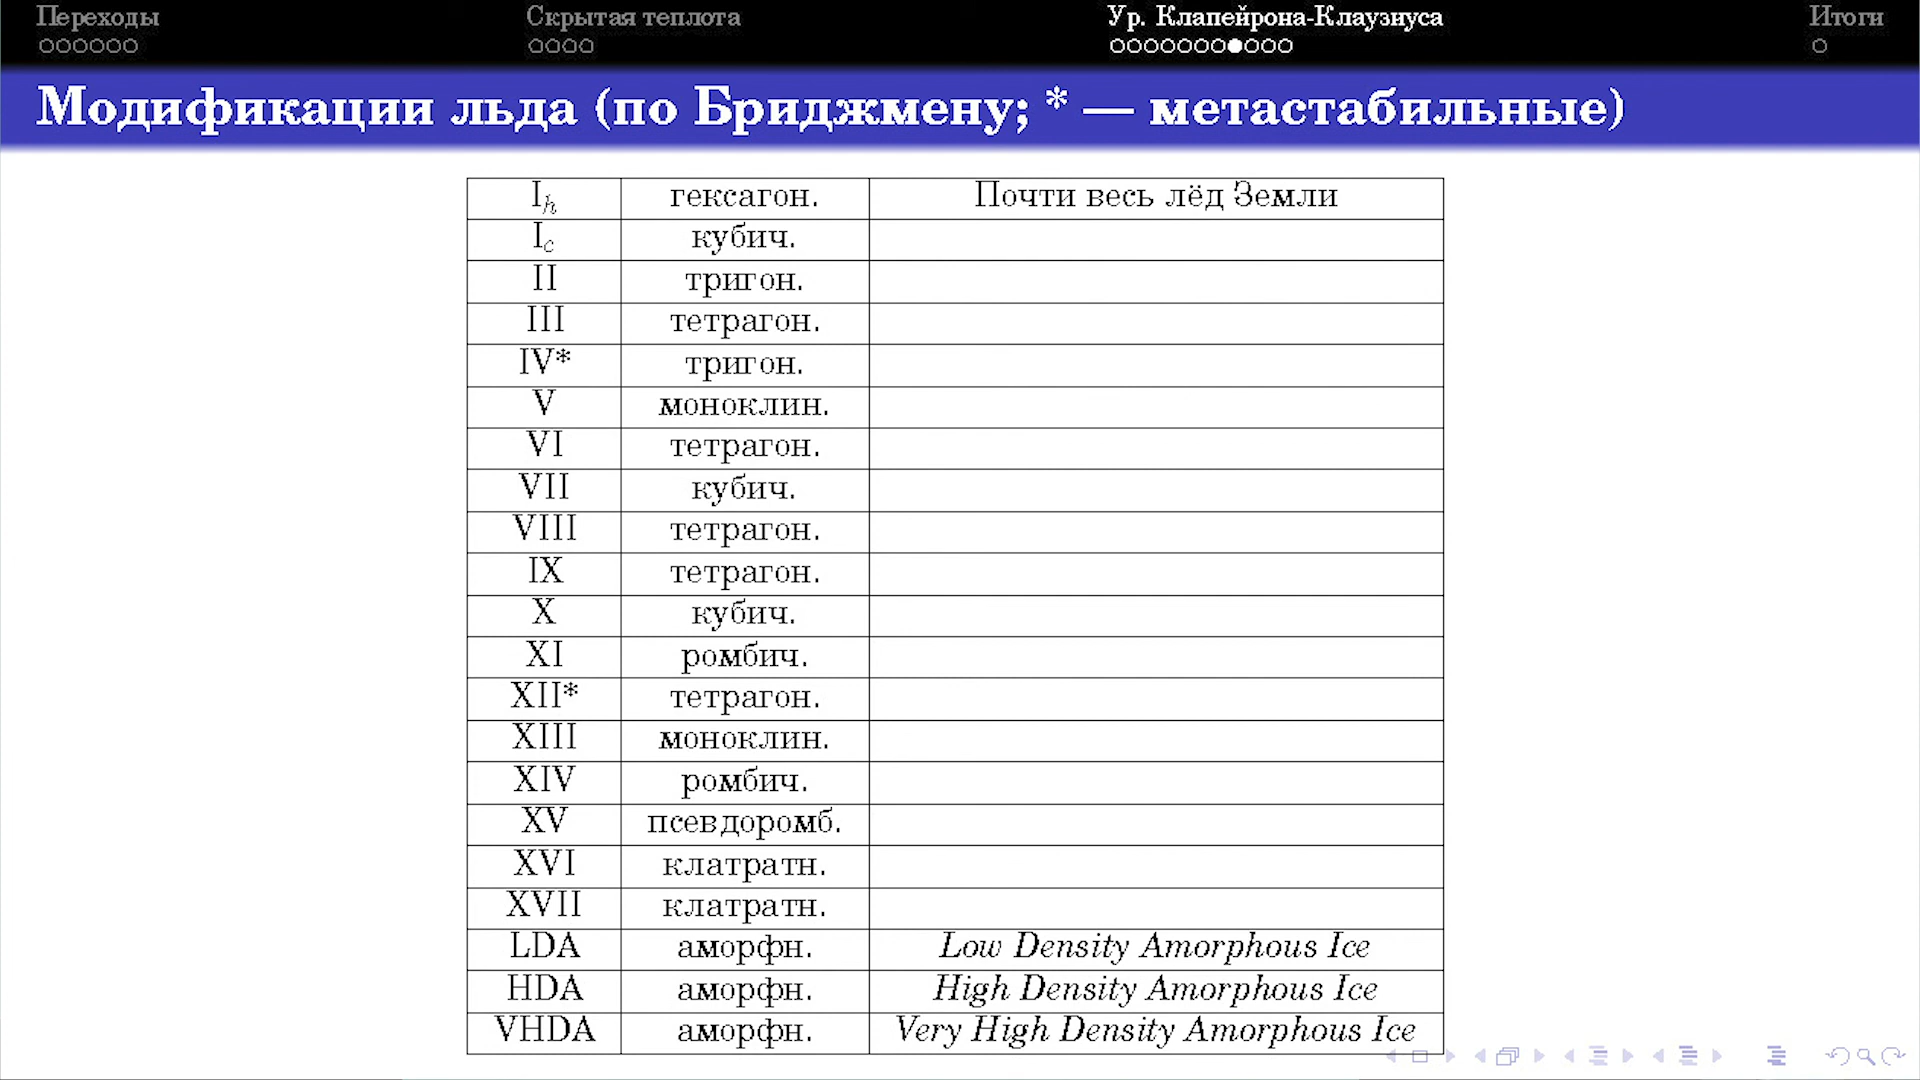 Переходы Скрытая теплота Ур. Клапейрона-Клаузиуса Итоги
Модификации льда (по Бриджмену; * — метастабильные)
I_h гексагон. Почти весь лёд Земли
I_c кубич.
II тригон.
III тетрагон.
IV* тригон.
V моноклин.
VI тетрагон.
VII кубич.
VIII тетрагон.
IX тетрагон.
X кубич.
XI ромбич.
XII* тетрагон.
XIII моноклин.
XIV ромбич.
XV псевдоромб.
XVI клатратн.
XVII клатратн.
LDA аморфн. Low Density Amorphous Ice
HDA аморфн. High Density Amorphous Ice
VHDA аморфн. Very High Density Amorphous Ice